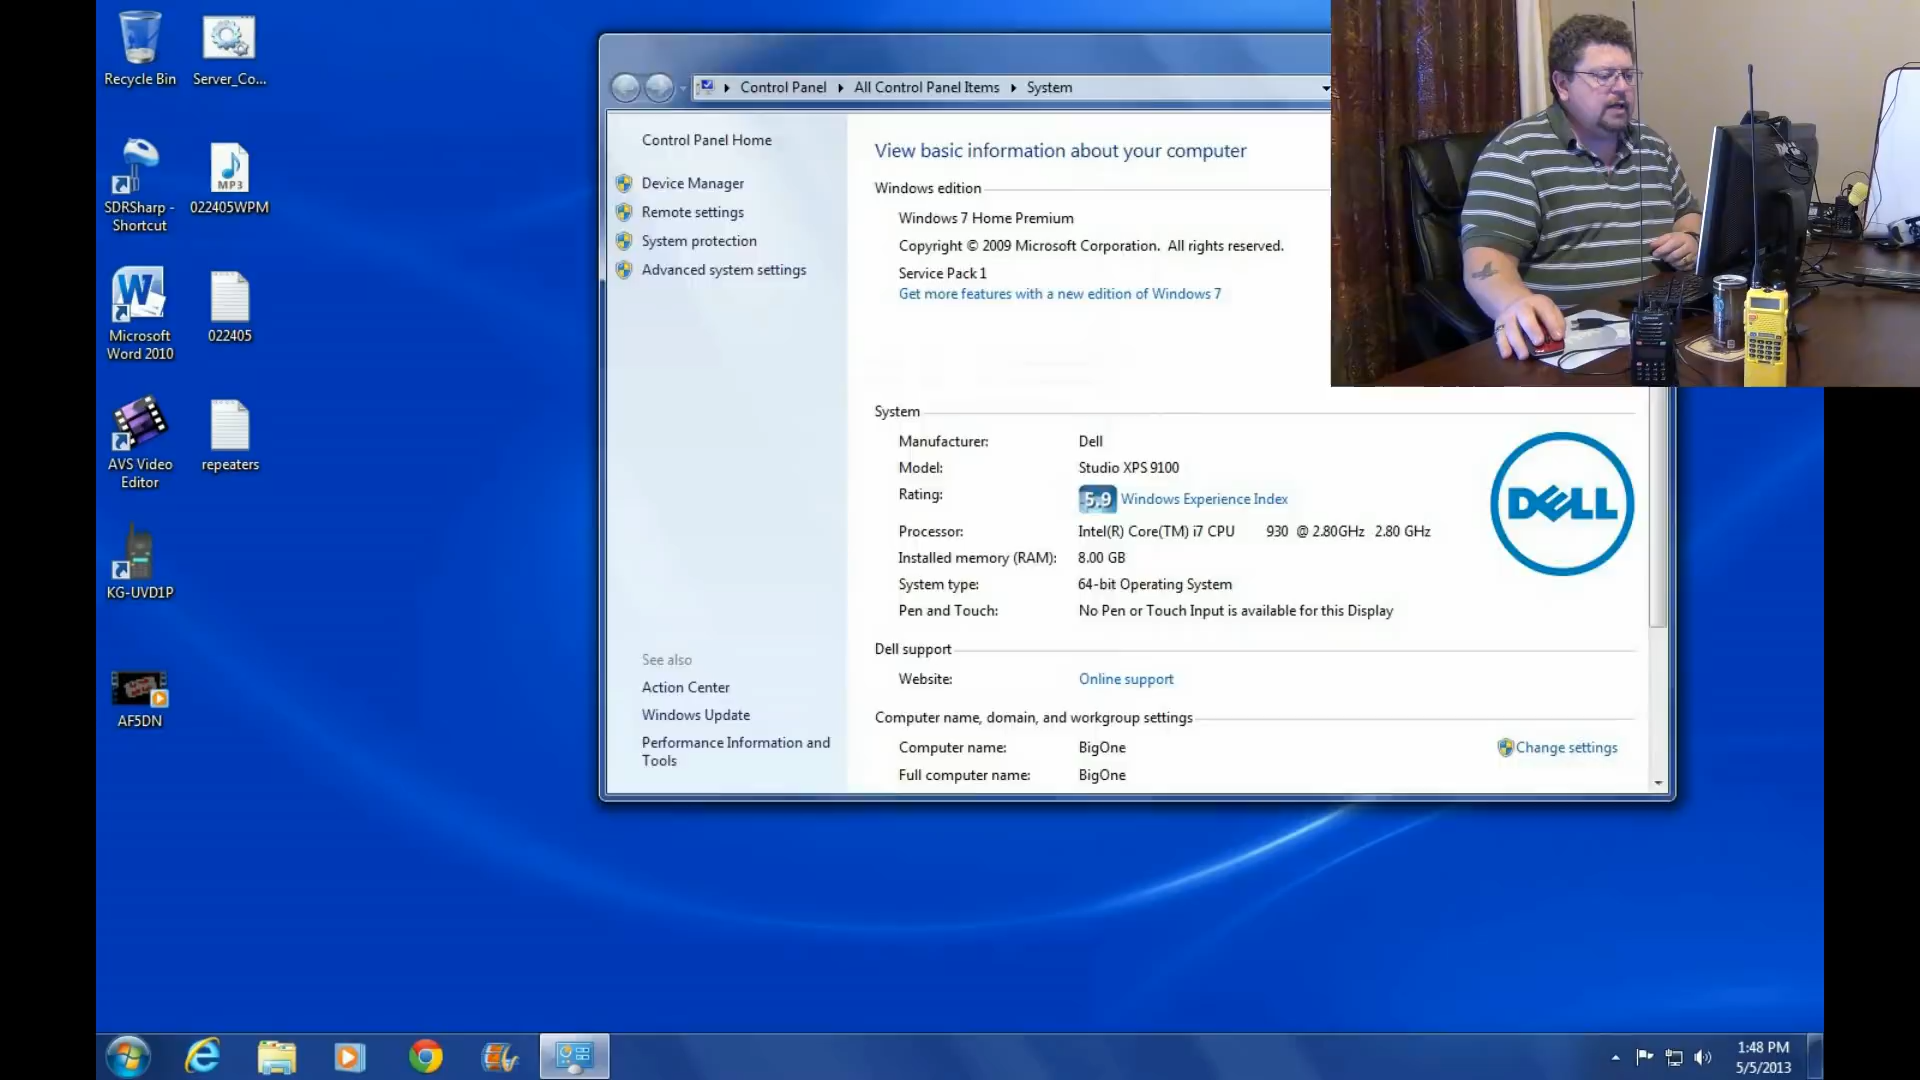 Recycle Bin
Server_Co...
SDRSharp -
Shortcut
MP3
022405WPM
W
Microsoft
Word 2010
022405
AVS Video
Editor
repeaters
KG-UVD1P
AF5DN
Control Panel
All Control Panel Items
System
Control Panel Home
Device Manager
Remote settings
System protection
Advanced system settings
See also
Action Center
Windows Update
Performance Information and
Tools
View basic information about your computer
Windows edition
Windows 7 Home Premium
Copyright © 2009 Microsoft Corporation. All rights reserved.
Service Pack 1
Get more features with a new edition of Windows 7
System
Manufacturer: Dell
Model: Studio XPS 9100
Rating: 5.9 Windows Experience Index
Processor: Intel(R) Core(TM) i7 CPU 930 @ 2.80GHz 2.80 GHz
Installed memory (RAM): 8.00 GB
System type: 64-bit Operating System
Pen and Touch: No Pen or Touch Input is available for this Display
DELL
Dell support
Website: Online support
Computer name, domain, and workgroup settings
Computer name: BigOne
Change settings
Full computer name: BigOne
DELL
1:48 PM
5/5/2013